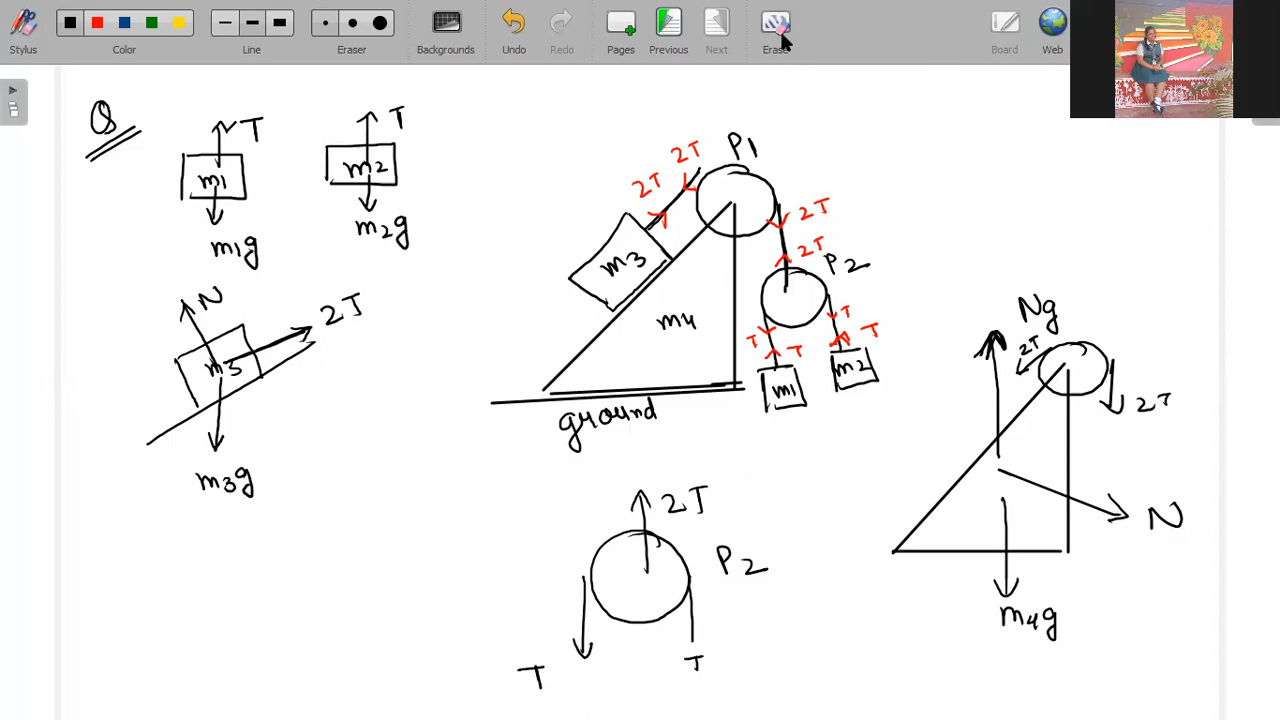 Stylus
Color
Line
Eraser
Backgrounds
Undo
Redo
Pages
Previous
Next
Erase
Board
Web
Q
T
m1
m1g
T
m2
m2g
N
2T
m3
m3g
P1
2T
2T
2T
2T
P2
m3
m4
T
T
T
T
m1
m2
ground
2T
P2
T
T
Ng
2T
2T
N
m4g